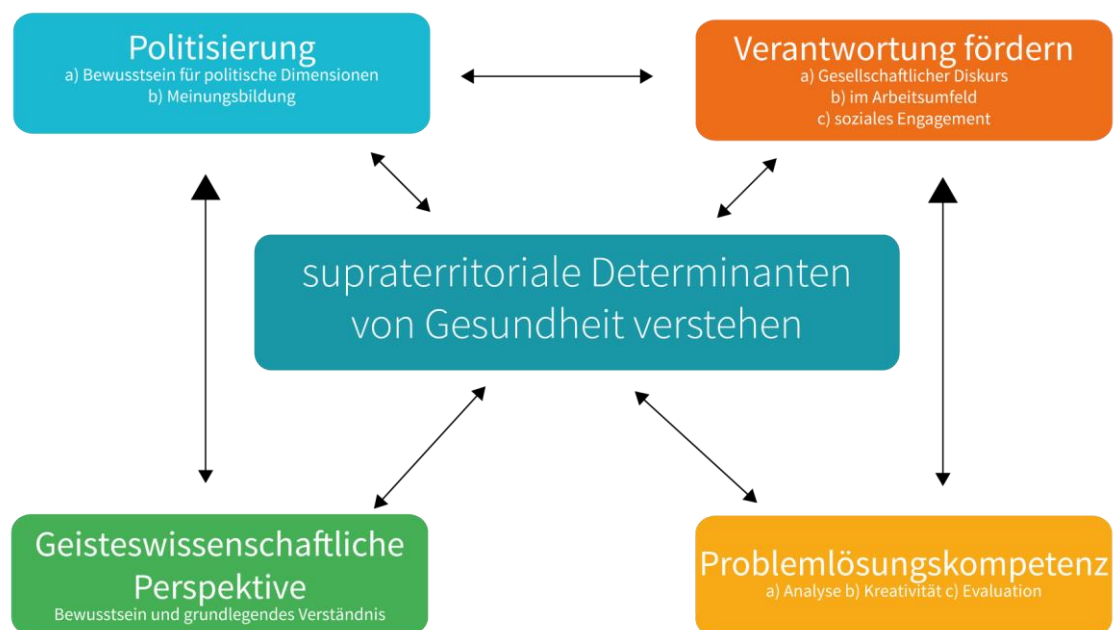 Politisierung
a) Bewusstsein für politische Dimensionen
b) Meinungsbildung
Verantwortung fördern
a) Gesellschaftlicher Diskurs
b) im Arbeitsumfeld
c) soziales Engagement
supraterritoriale Determinanten
von Gesundheit verstehen
Geisteswissenschaftliche
Perspektive
Bewusstsein und grundlegendes Verständnis
Problemlösungskompetenz
a) Analyse b) Kreativität c) Evaluation